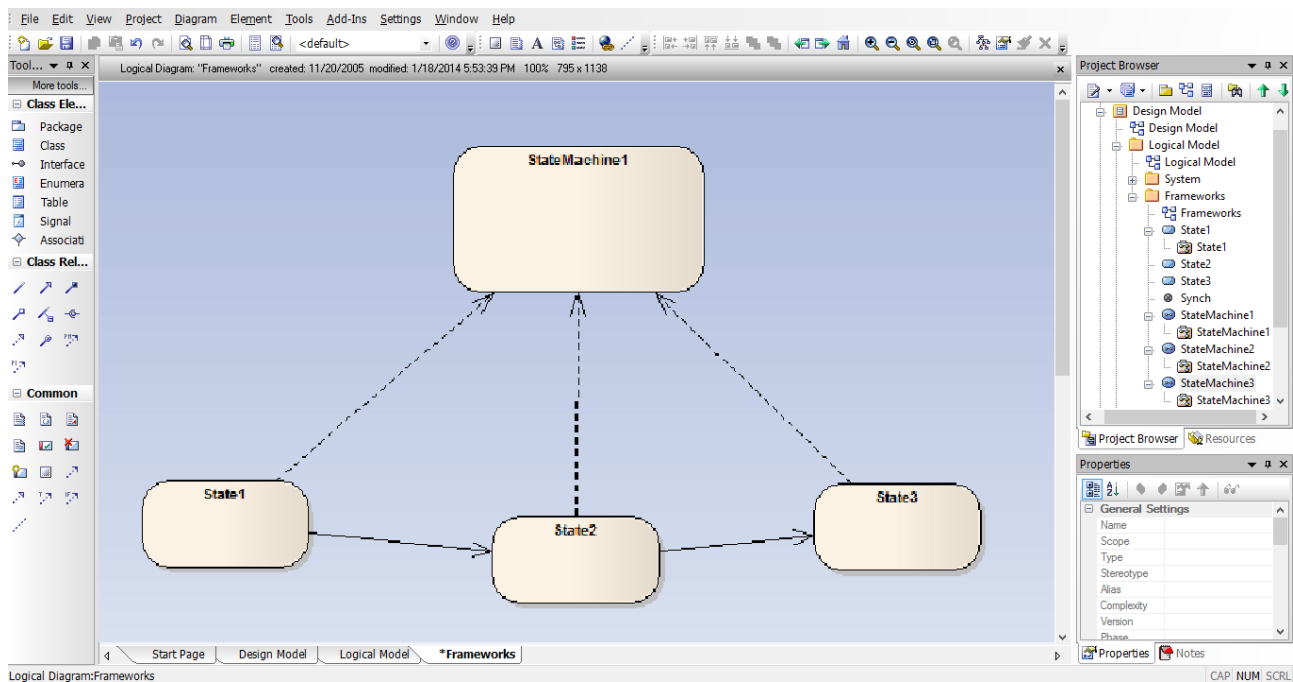 File Edit View Project Diagram Element Tools Add-Ins Settings Window Help
<default>
Tool...
Logical Diagram: "Frameworks" created: 11/20/2005 modified: 1/18/2014 5:53:39 PM 100% 795 x 1138
Project Browser
More tools...
Class Ele...
Package
Class
Interface
Enumera
Table
Signal
Associati
Class Rel...
Common
StateMachine1
State1
State2
State3
Design Model
Design Model
Logical Model
Logical Model
System
Frameworks
Frameworks
State1
State1
State2
State3
Synch
StateMachine1
StateMachine1
StateMachine2
StateMachine2
StateMachine3
StateMachine3
Project Browser Resources
Properties
General Settings
Name
Scope
Type
Stereotype
Alias
Complexity
Version
Phase
Properties Notes
Start Page Design Model Logical Model *Frameworks
Logical Diagram:Frameworks
CAP NUM SCRL